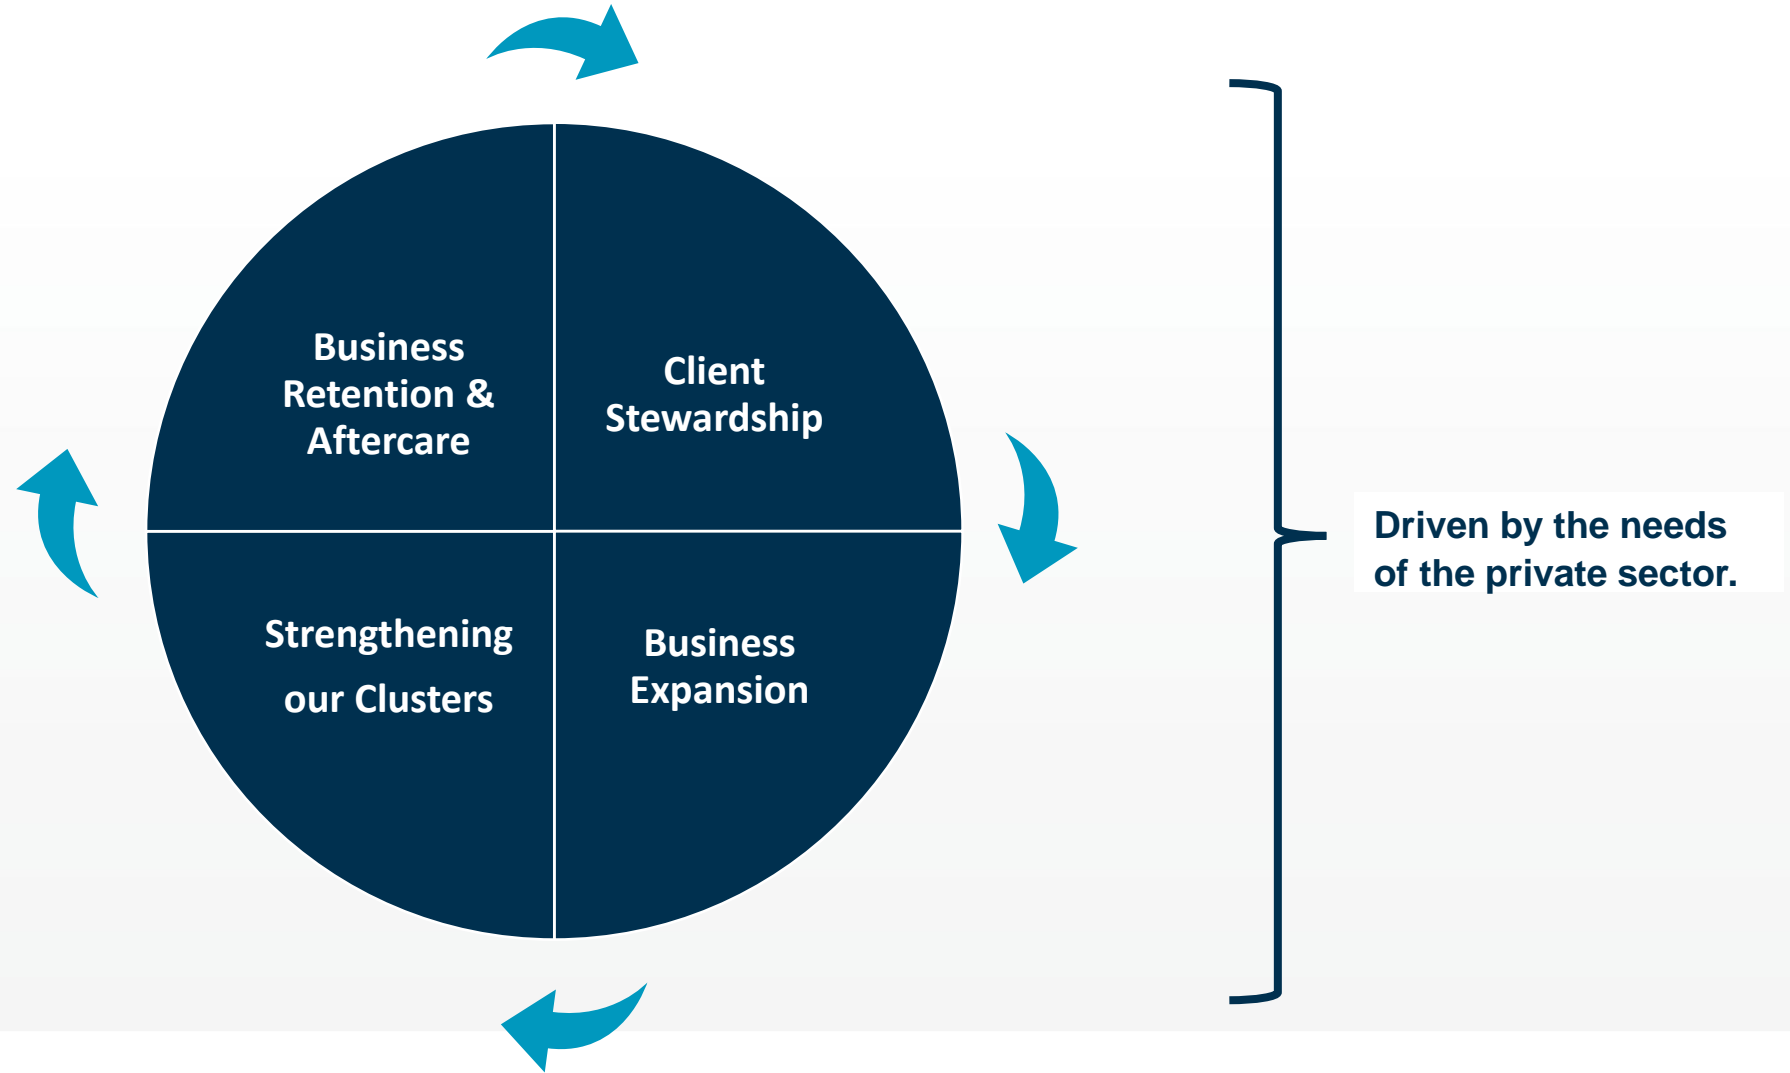 Business
Retention &
Aftercare
Client
Stewardship
Strengthening
our Clusters
Business
Expansion
Driven by the needs
of the private sector.